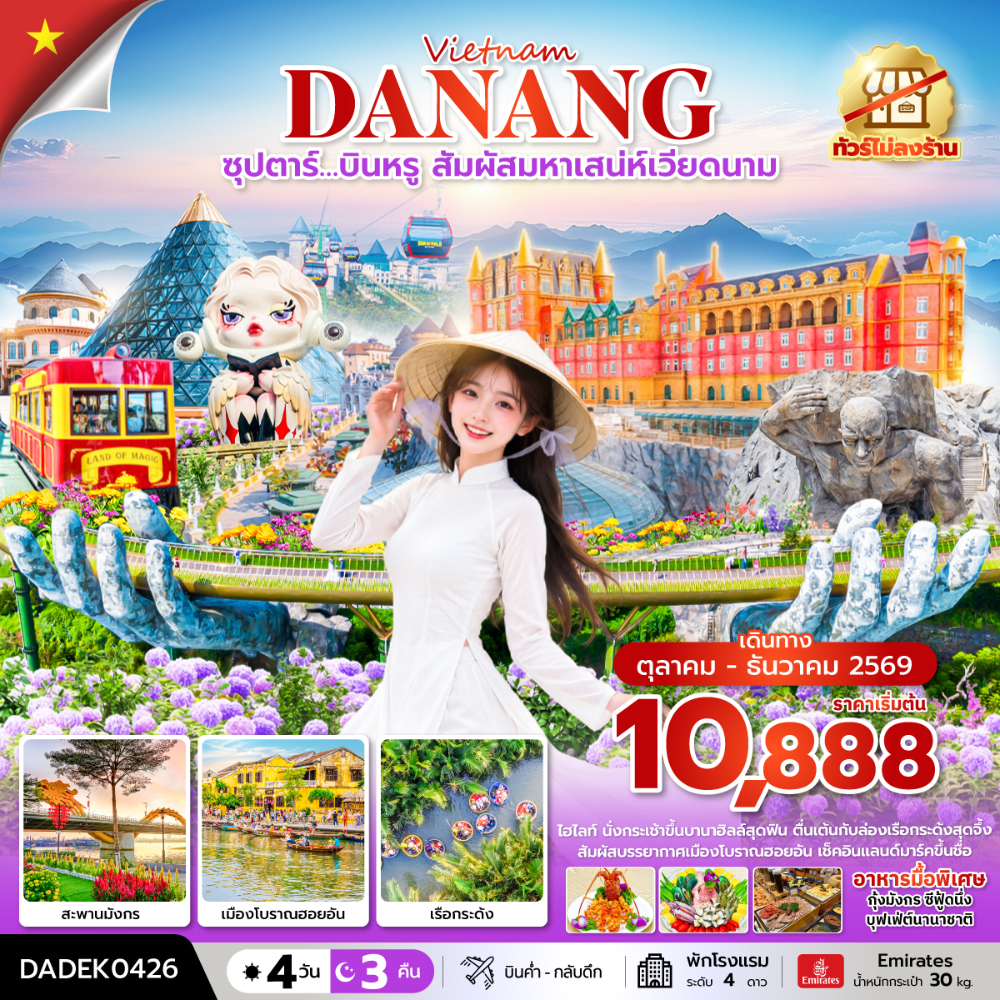 Vietnam
DANANG
ซุปตาร์...บินหรู สัมผัสมหาเสน่ห์เวียดนาม
SHOP
ทัวร์ไม่ลงร้าน
LAND OF MAGIC
เดินทาง
ตุลาคม - ธันวาคม 2569
ราคาเริ่มต้น
10,888
ไฮไลท์ นั่งกระเช้าขึ้นบานาฮิลล์สุดฟิน ตื่นเต้นกับล่องเรือกระด้งสุดจึ้ง
สัมผัสบรรยากาศเมืองโบราณฮอยอัน เช็คอินแลนด์มาร์คขึ้นชื่อ
อาหารมื้อพิเศษ
กุ้งมังกร ซีฟู้ดนึ่ง
บุฟเฟ่ต์นานาชาติ
สะพานมังกร
เมืองโบราณฮอยอัน
เรือกระด้ง
DADEK0426
4 วัน 3 คืน
บินค่ำ - กลับดึก
พักโรงแรม
ระดับ 4 ดาว
Emirates
Emirates
น้ำหนักกระเป๋า 30 kg.